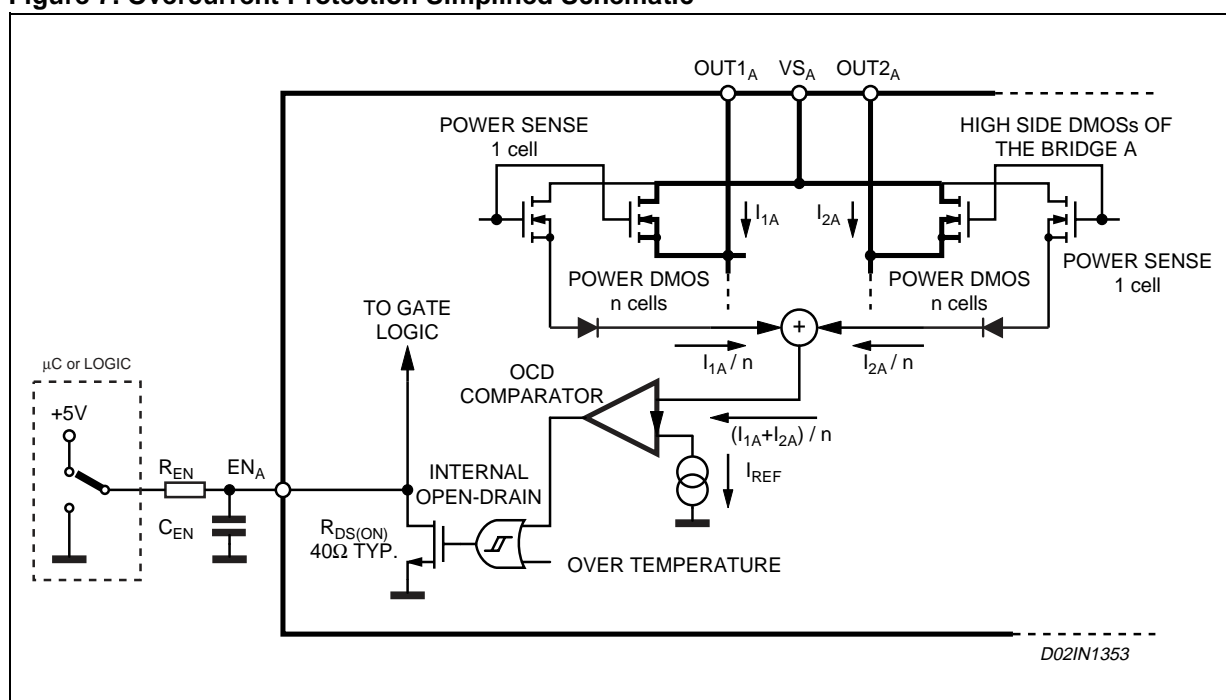 Figure 7. Overcurrent Protection Simplified Schematic
OUT1A VSA OUT2A
POWER SENSE
1 cell
HIGH SIDE DMOSs OF
THE BRIDGE A
I1A
I2A
POWER DMOS
n cells
POWER DMOS
n cells
POWER SENSE
1 cell
TO GATE
LOGIC
+
I1A / n
I2A / n
μC or LOGIC
+5V
OCD
COMPARATOR
(I1A+I2A) / n
IREF
REN
ENA
CEN
INTERNAL
OPEN-DRAIN
RDS(ON)
40Ω TYP.
OVER TEMPERATURE
D02IN1353